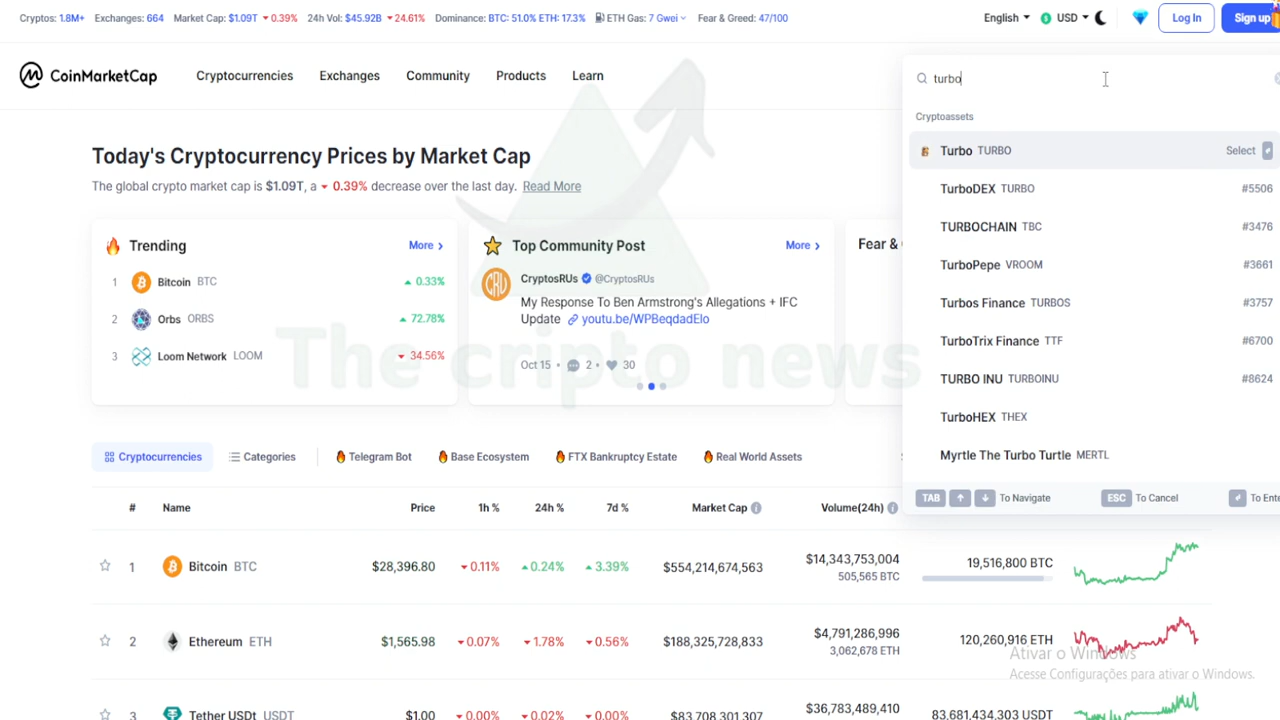 Cryptos: 1.8M+ Exchanges: 664 Market Cap: $1.09T 0.39% 24h Vol: $45.92B 24.61% Dominance: BTC: 51.0% ETH: 17.3% ETH Gas: 7 Gwei Fear & Greed: 47/100 English USD Log In Sign up
CoinMarketCap Cryptocurrencies Exchanges Community Products Learn
turbo
Cryptoassets
Turbo TURBO Select
TurboDEX TURBO #5506
TURBOCHAIN TBC #3476
TurboPepe VROOM #3661
Turbos Finance TURBOS #3757
TurboTrix Finance TTF #6700
TURBO INU TURBOINU #8624
TurboHEX THEX
Myrtle The Turbo Turtle MERTL
TAB To Navigate ESC To Cancel To Ente
Today's Cryptocurrency Prices by Market Cap
The global crypto market cap is $1.09T, a 0.39% decrease over the last day. Read More
Trending More >
1 Bitcoin BTC 0.33%
2 Orbs ORBS 72.78%
3 Loom Network LOOM 34.56%
Top Community Post More >
CryptosRUs @CryptosRUs
My Response To Ben Armstrong's Allegations + IFC
Update youtu.be/WPBeqdadElo
Oct 15 • 2 • 30
Fear &
The cripto news
Cryptocurrencies Categories Telegram Bot Base Ecosystem FTX Bankruptcy Estate Real World Assets
# Name Price 1h % 24h % 7d % Market Cap Volume(24h)
1 Bitcoin BTC $28,396.80 0.11% 0.24% 3.39% $554,214,674,563 $14,343,753,004 19,516,800 BTC
505,565 BTC
2 Ethereum ETH $1,565.98 0.07% 1.78% 0.56% $188,325,728,833 $4,791,286,996 120,260,916 ETH
3,062,678 ETH
3 Tether USDt USDT $1.00 0.00% 0.02% 0.00% $83,708,301,307 $36,783,489,410 83,681,434,303 USDT
Ativar o Windows
Acesse Configurações para ativar o Windows.